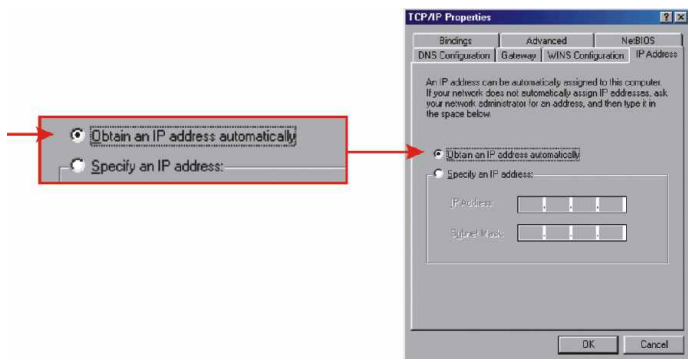 Obtain an IP address automatically
Specify an IP address:
TCP/IP Properties
Bindings Advanced NetBIOS
DNS Configuration Gateway WINS Configuration IP Address
An IP address can be automatically assigned to this computer.
If your network does not automatically assign IP addresses, ask
your network administrator for an address, and then type it in
the space below.
Obtain an IP address automatically
Specify an IP address:
IP Address:
Subnet Mask:
OK Cancel